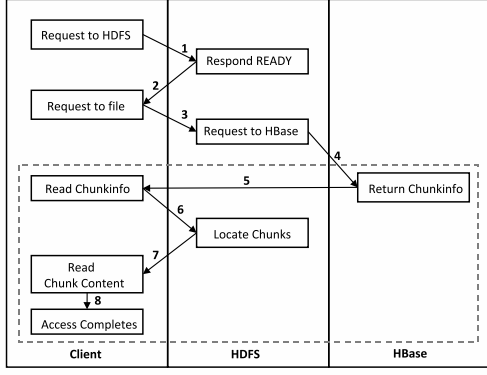 Request to HDFS
1
Respond READY
2
Request to file
3
Request to HBase
4
Read Chunkinfo
5
Return Chunkinfo
6
Locate Chunks
7
Read
Chunk Content
8
Access Completes
Client
HDFS
HBase